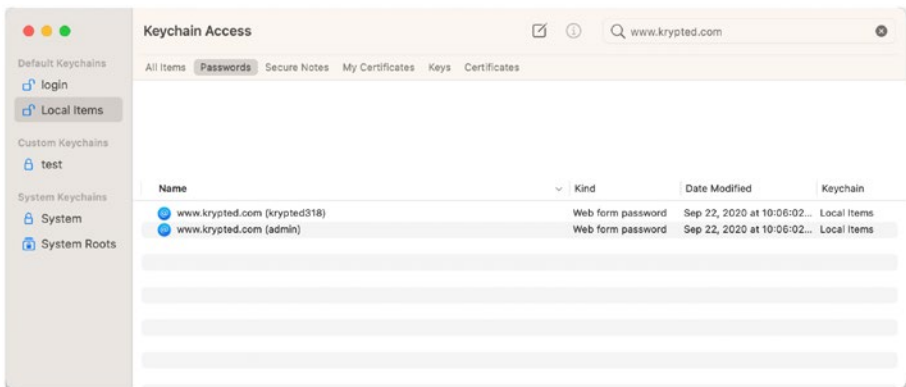 Keychain Access
www.krypted.com
Default Keychains
login
Local Items
Custom Keychains
test
System Keychains
System
System Roots
All Items Passwords Secure Notes My Certificates Keys Certificates
Name Kind Date Modified Keychain
www.krypted.com (krypted318) Web form password Sep 22, 2020 at 10:06:02... Local Items
www.krypted.com (admin) Web form password Sep 22, 2020 at 10:06:02... Local Items